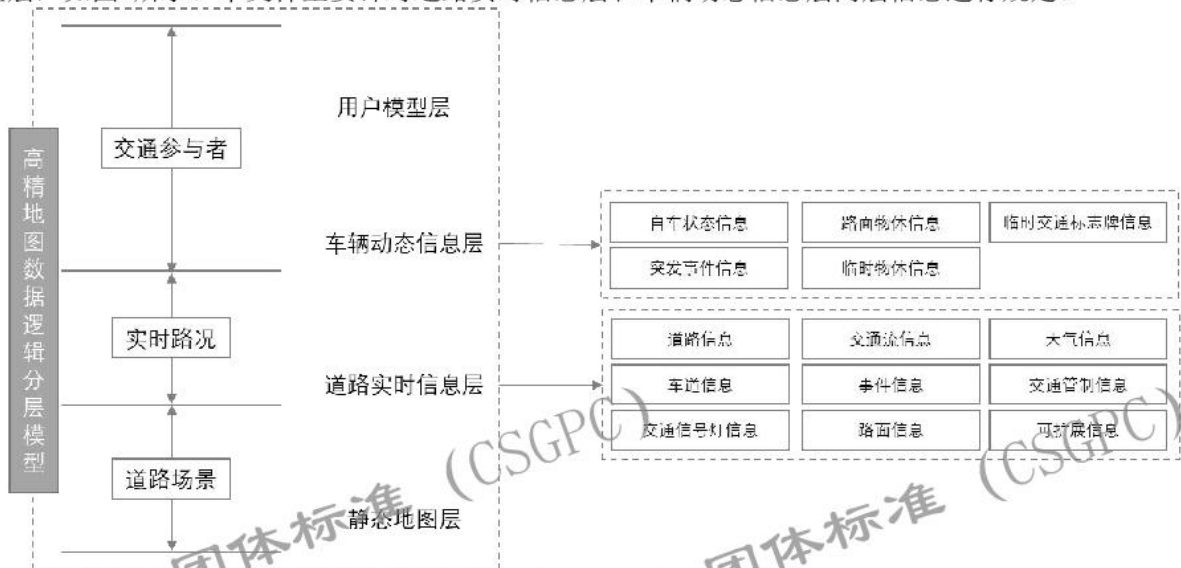 高精地图数据逻辑分层模型
用户模型层
交通参与者
车辆动态信息层
自车状态信息
路面物体信息
临时交通标志牌信息
突发事件信息
临时物体信息
实时路况
道路实时信息层
道路信息
交通流信息
天气信息
车道信息
事件信息
交通管制信息
交通信号灯信息
路面信息
可扩展信息
道路场景
静态地图层
团体标准（CSGPC）
团体标准（CSGPC）